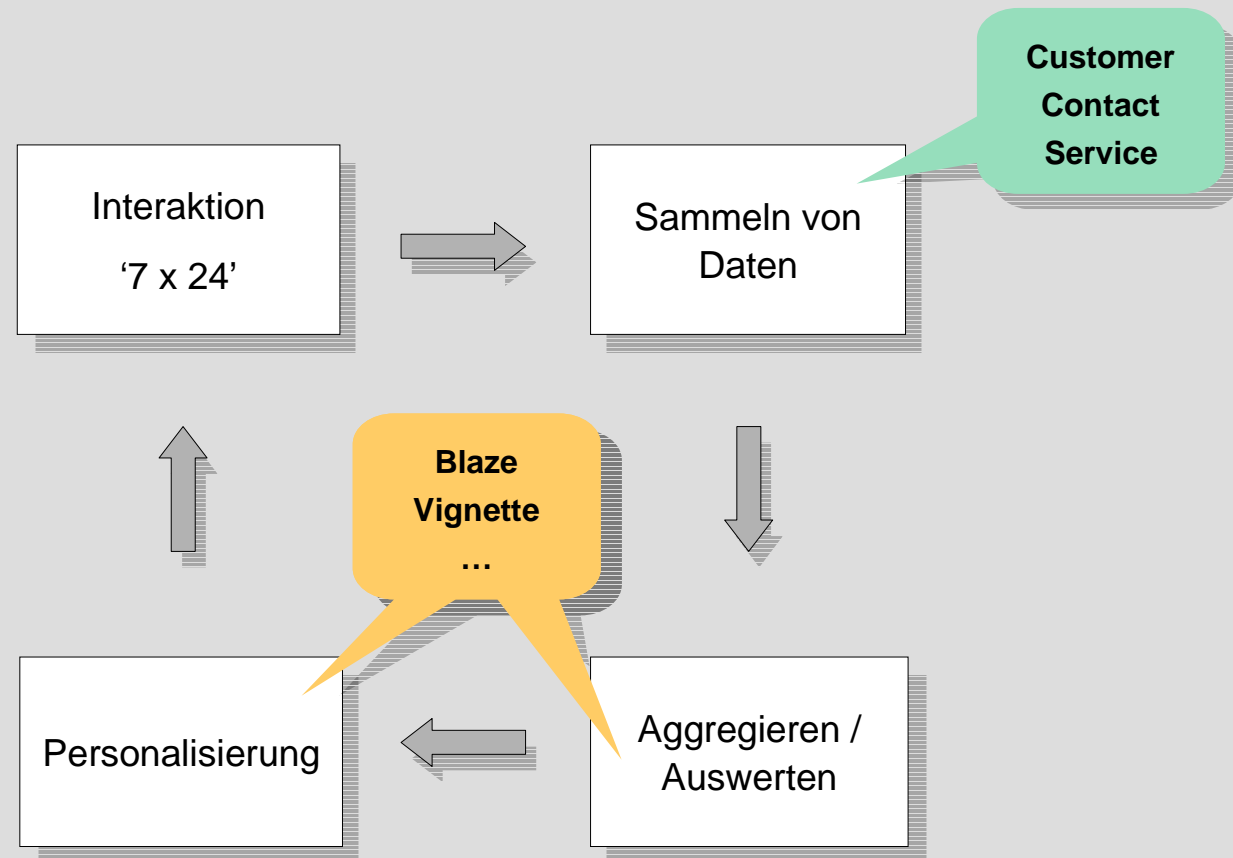 Customer
Contact
Service
Interaktion
‘7 x 24’
Sammeln von
Daten
Blaze
Vignette
…
Personalisierung
Aggregieren /
Auswerten